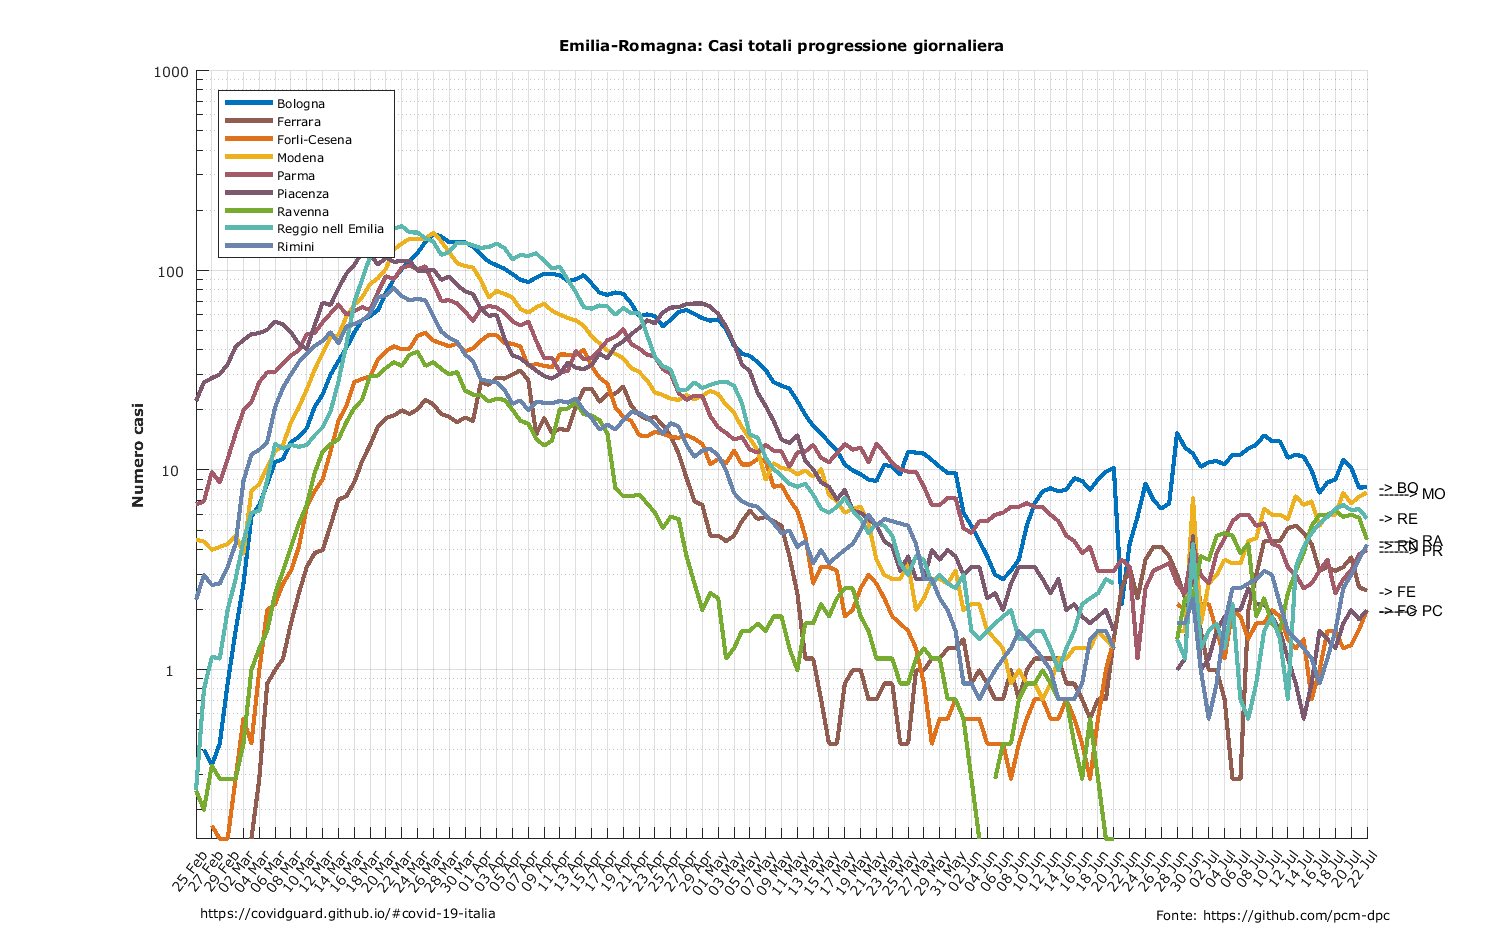 Emilia-Romagna: Casi totali progressione giornaliera
1000
100
10
1
Numero casi
Bologna
Ferrara
Forli-Cesena
Modena
Parma
Piacenza
Ravenna
Reggio nell Emilia
Rimini
-> BO
------> MO
-> RE
------> RA
-> RN
------> PR
-> FE
-> FC
------> PC
25 Feb
27 Feb
29 Feb
02 Mar
04 Mar
06 Mar
08 Mar
10 Mar
12 Mar
14 Mar
16 Mar
18 Mar
20 Mar
22 Mar
24 Mar
26 Mar
28 Mar
30 Mar
01 Apr
03 Apr
05 Apr
07 Apr
09 Apr
11 Apr
13 Apr
15 Apr
17 Apr
19 Apr
21 Apr
23 Apr
25 Apr
27 Apr
29 Apr
01 May
03 May
05 May
07 May
09 May
11 May
13 May
15 May
17 May
19 May
21 May
23 May
25 May
27 May
29 May
31 May
02 Jun
04 Jun
06 Jun
08 Jun
10 Jun
12 Jun
14 Jun
16 Jun
18 Jun
20 Jun
22 Jun
24 Jun
26 Jun
28 Jun
30 Jun
02 Jul
04 Jul
06 Jul
08 Jul
10 Jul
12 Jul
14 Jul
16 Jul
18 Jul
20 Jul
22 Jul
https://covidguard.github.io/#covid-19-italia
Fonte: https://github.com/pcm-dpc